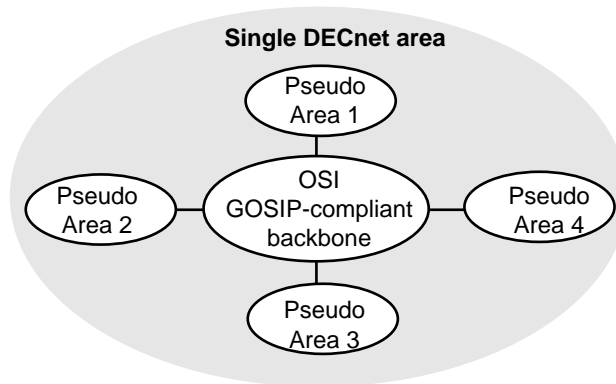 Single DECnet area
Pseudo
Area 1
OSI
GOSIP-compliant
backbone
Pseudo
Area 2
Pseudo
Area 4
Pseudo
Area 3